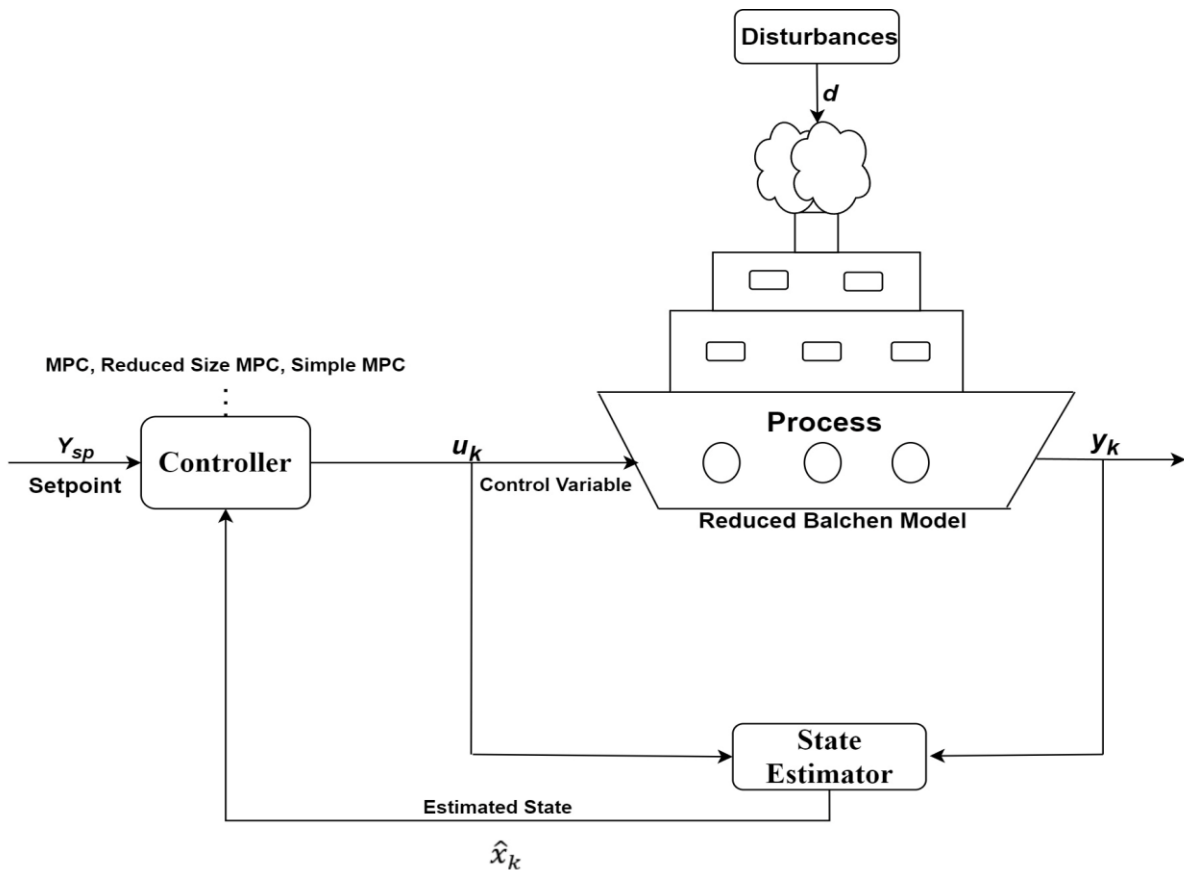 Disturbances
d
MPC, Reduced Size MPC, Simple MPC
Process
Y_sp
Controller
u_k
y_k
Setpoint
Control Variable
Reduced Balchen Model
State
Estimator
Estimated State
x̂_k